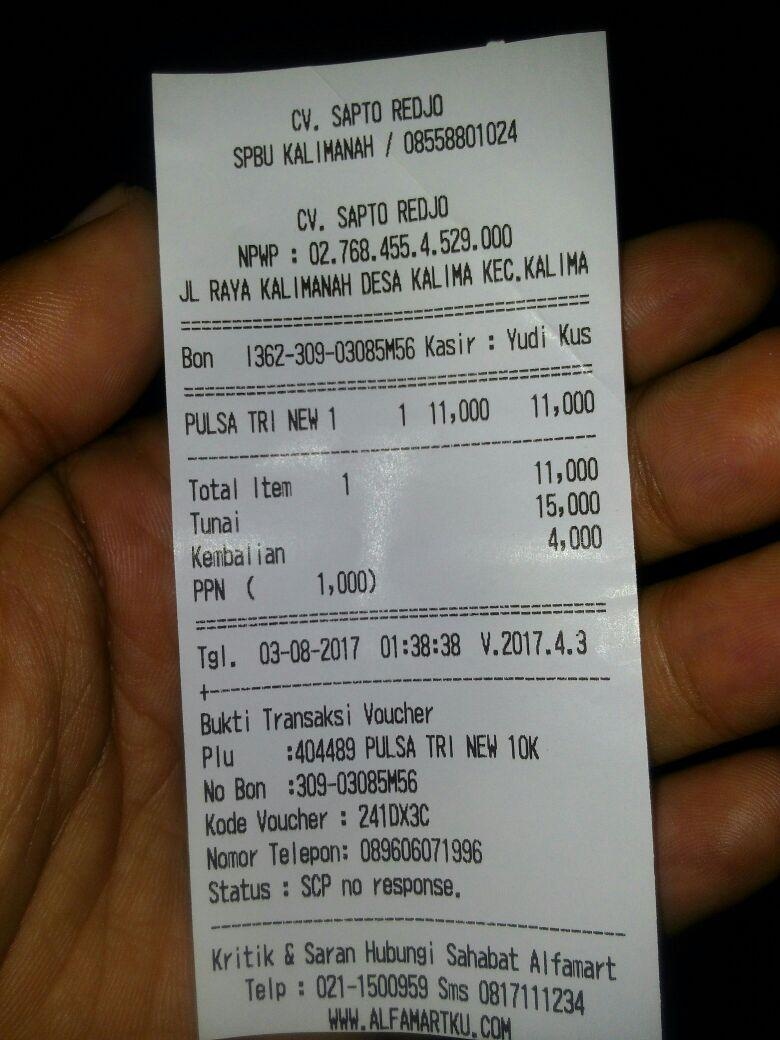 CV. SAPTO REDJO
SPBU KALIMANAH / 08558801024
CV. SAPTO REDJO
NPWP : 02.768.455.4.529.000
JL RAYA KALIMANAH DESA KALIMA KEC.KALIMA
Bon I362-309-03085M56 Kasir : Yudi Kus
PULSA TRI NEW 1 1 11,000 11,000
Total Item 1 11,000
Tunai 15,000
Kembalian 4,000
PPN ( 1,000)
Tgl. 03-08-2017 01:38:38 V.2017.4.3
Bukti Transaksi Voucher
Plu :404489 PULSA TRI NEW 10K
No Bon :309-03085M56
Kode Voucher : 241DX3C
Nomor Telepon: 089606071996
Status : SCP no response.
Kritik & Saran Hubungi Sahabat Alfamart
Telp : 021-1500959 Sms 0817111234
WWW.ALFAMARTKU.COM